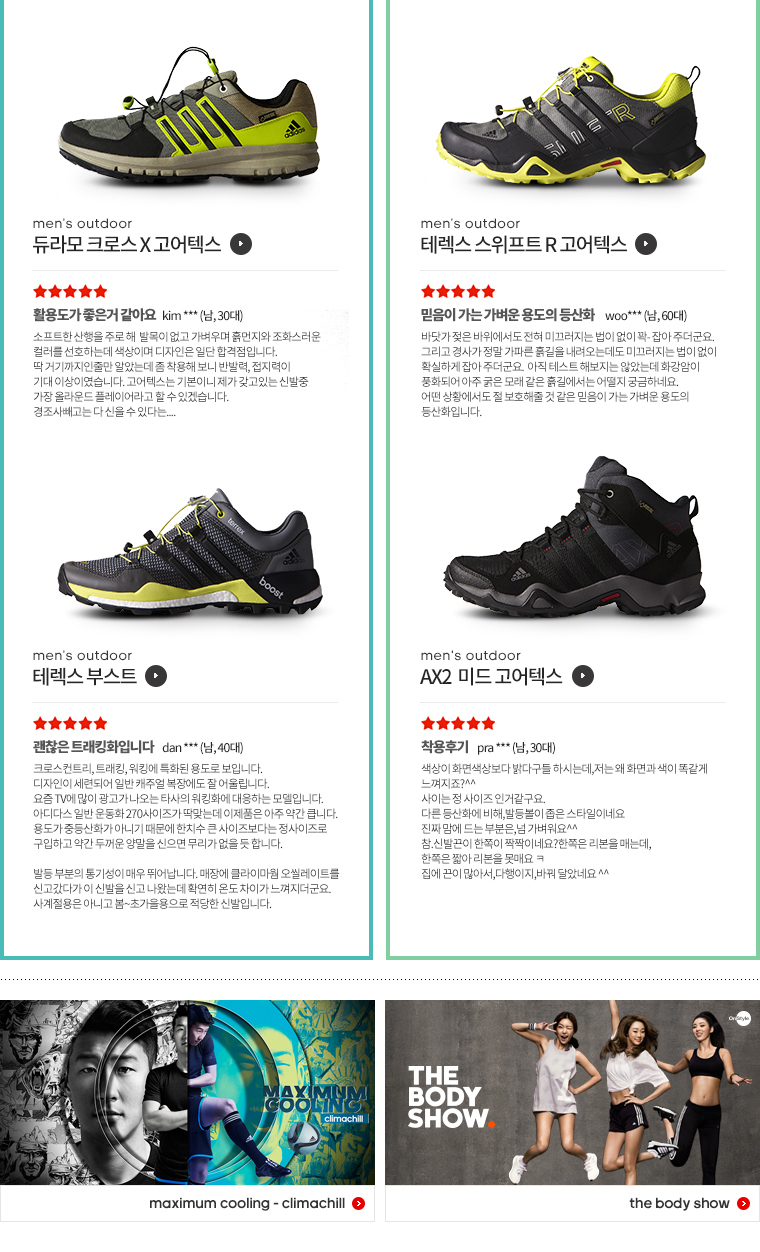 adidas
men's outdoor
듀라모 크로스 X 고어텍스
★★★★★
활용도가 좋은거 같아요 kim *** (남, 30대)
소프트한 산행을 주로 해 발목이 없고 가벼우며 흙먼지와 조화스러운
컬러를 선호하는데 색상이며 디자인은 일단 합격점입니다.
딱 거기까지인줄만 알았는데 좀 착용해 보니 반발력, 접지력이
기대 이상이였습니다. 고어텍스는 기본이니 제가 갖고있는 신발중
가장 올라운드 플레이어라고 할 수 있겠습니다.
경조사빼고는 다 신을 수 있다는....
terrex
boost
men's outdoor
테렉스 부스트
★★★★★
괜찮은 트래킹화입니다 dan *** (남, 40대)
크로스컨트리, 트래킹, 워킹에 특화된 용도로 보입니다.
디자인이 세련되어 일반 캐주얼 복장에도 잘 어울립니다.
요즘 TV에 많이 광고가 나오는 타사의 워킹화에 대응하는 모델입니다.
아디다스 일반 운동화 270사이즈가 딱맞는데 이제품은 아주 약간 큽니다.
용도가 중등산화가 아니기 때문에 한치수 큰 사이즈보다는 정사이즈로
구입하고 약간 두꺼운 양말을 신으면 무리가 없을 듯 합니다.
발등 부분의 통기성이 매우 뛰어납니다. 매장에 클라이마웜 오씰레이트를
신고갔다가 이 신발을 신고 나왔는데 확연히 온도 차이가 느껴지더군요.
사계절용은 아니고 봄~초가을용으로 적당한 신발입니다.
R
men's outdoor
테렉스 스위프트 R 고어텍스
★★★★★
믿음이 가는 가벼운 용도의 등산화 woo*** (남, 60대)
바닷가 젖은 바위에서도 전혀 미끄러지는 법이 없이 꽉- 잡아 주더군요.
그리고 경사가 정말 가파른 흙길을 내려오는데도 미끄러지는 법이 없이
확실하게 잡아 주더군요. 아직 테스트 해보지는 않았는데 화강암이
풍화되어 아주 굵은 모래 같은 흙길에서는 어떨지 궁금하네요.
어떤 상황에서도 절 보호해줄 것 같은 믿음이 가는 가벼운 용도의
등산화입니다.
adidas
men's outdoor
AX2 미드 고어텍스
★★★★★
착용후기 pra *** (남, 30대)
색상이 화면색상보다 밝다구들 하시는데,저는 왜 화면과 색이 똑같게
느껴지죠?^^
사이는 정 사이즈 인거같구요.
다른 등산화에 비해,발등볼이 좁은 스타일이네요
진짜 맘에 드는 부분은,넘 가벼워요^^
참.신발끈이 한쪽이 짝짝이네요?한쪽은 리본을 매는데,
한쪽은 짧아 리본을 못매요 ㅋ
집에 끈이 많아서,다행이지,바꿔 달았네요 ^^
MAXIMUM
COOLING
climachill
maximum cooling - climachill
OnStyle
THE
BODY
SHOW.
the body show